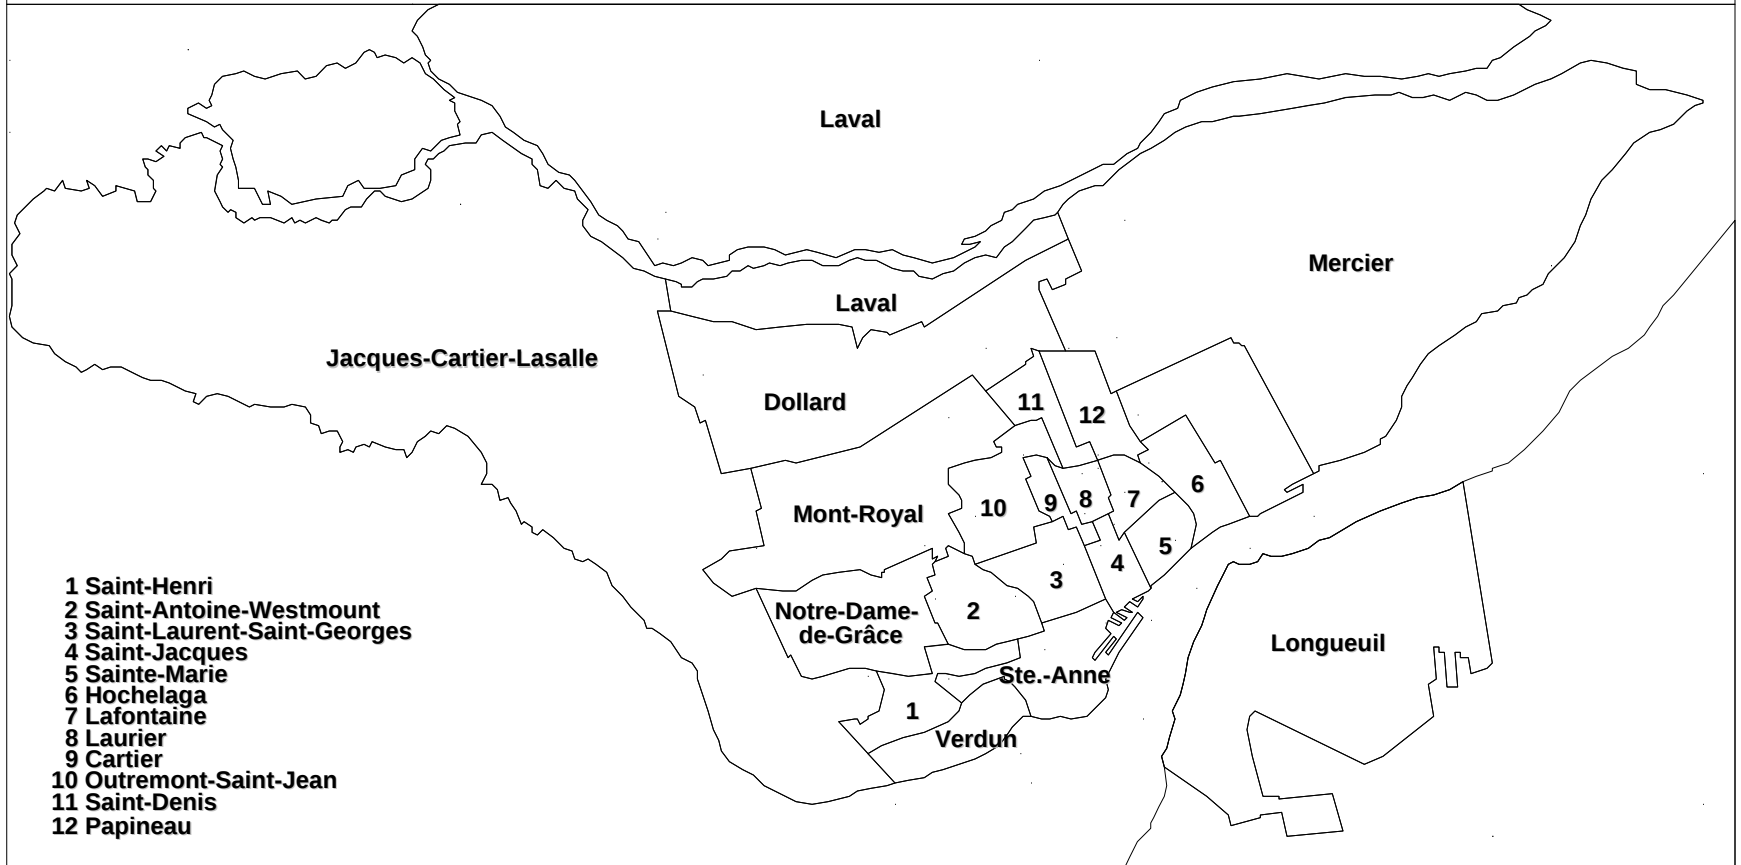 Laval
Mercier
Laval
Jacques-Cartier-Lasalle
Dollard
11
12
6
7
8
9
10
Mont-Royal
5
4
3
2
Notre-Dame-
de-Grâce
Longueuil
Ste.-Anne
1
Verdun
1 Saint-Henri
2 Saint-Antoine-Westmount
3 Saint-Laurent-Saint-Georges
4 Saint-Jacques
5 Sainte-Marie
6 Hochelaga
7 Lafontaine
8 Laurier
9 Cartier
10 Outremont-Saint-Jean
11 Saint-Denis
12 Papineau